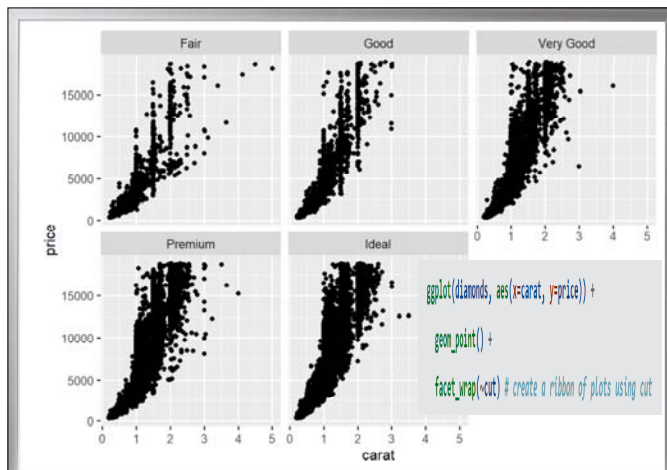 Fair Good Very Good
15000
10000
5000
0
price
0 1 2 3 4 5
Premium Ideal
15000
10000
5000
0
0 1 2 3 4 5 0 1 2 3 4 5
carat
ggplot(diamonds, aes(x=carat, y=price)) +
geom_point() +
facet_wrap(~cut) # create a ribbon of plots using cut